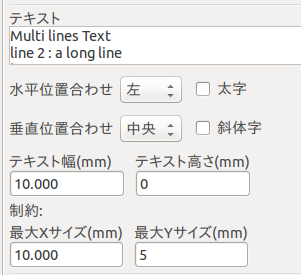 テキスト
Multi lines Text
line 2 : a long line
水平位置合わせ 左 太字
垂直位置合わせ 中央 斜体字
テキスト幅(mm) テキスト高さ(mm)
10.000 0
制約:
最大Xサイズ(mm) 最大Yサイズ(mm)
10.000 5